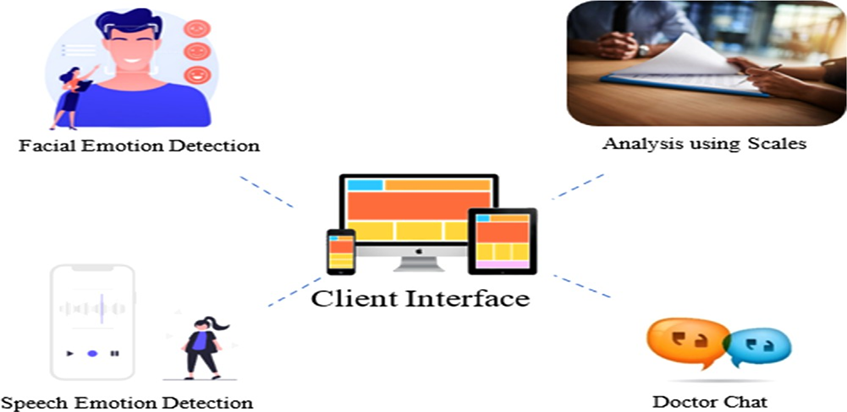 Facial Emotion Detection
Analysis using Scales
Client Interface
Speech Emotion Detection
Doctor Chat